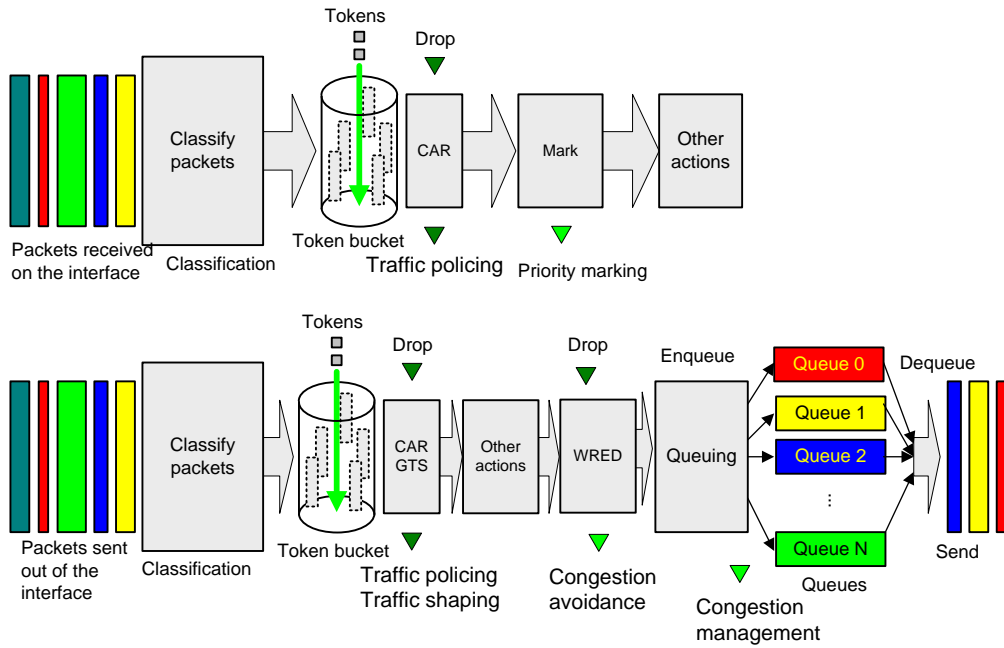 Tokens
Drop
Classify
packets
CAR
Mark
Other
actions
Packets received
on the interface
Classification
Token bucket
Traffic policing
Priority marking
Tokens
Drop
Drop
Enqueue
Dequeue
Classify
packets
CAR
GTS
Other
actions
WRED
Queuing
Queue 0
Queue 1
Queue 2
...
Queue N
Packets sent
out of the
interface
Classification
Token bucket
Traffic policing
Traffic shaping
Congestion
avoidance
Congestion
management
Queues
Send